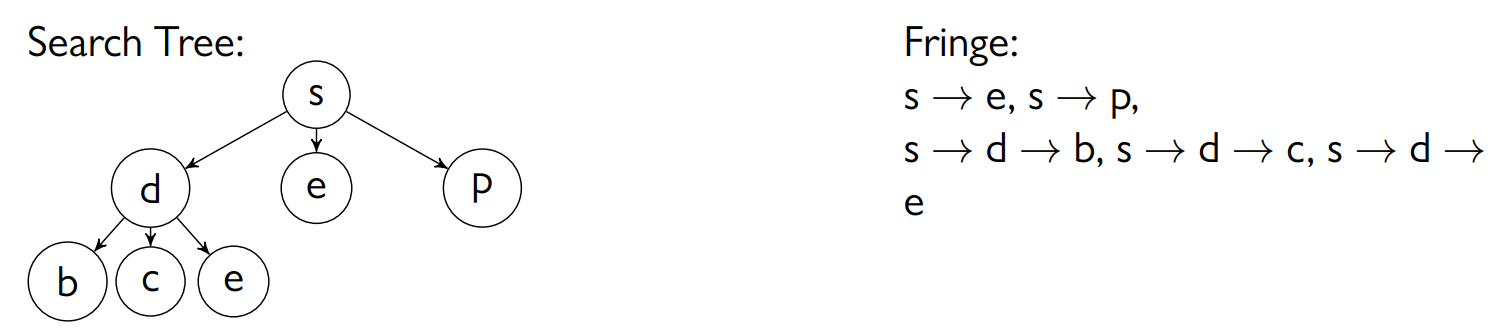 Search Tree:
s
d e p
b c e
Fringe:
s → e, s → p,
s → d → b, s → d → c, s → d →
e